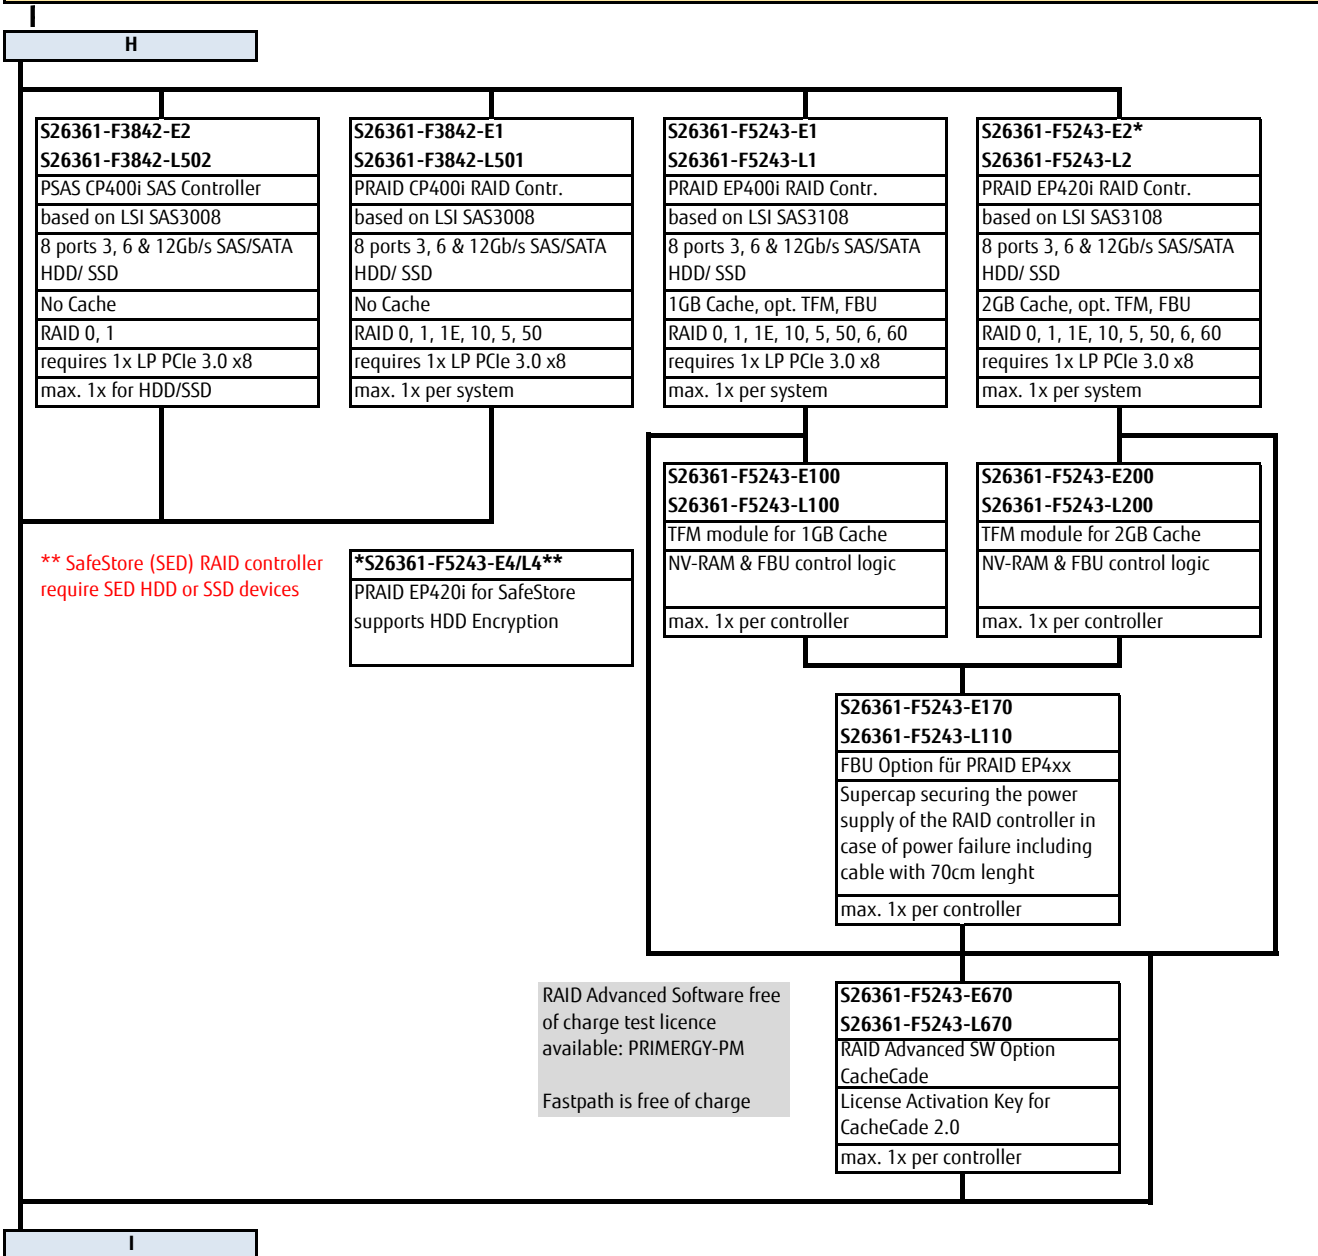 H
S26361-F3842-E2
S26361-F3842-L502
PSAS CP400i SAS Controller
based on LSI SAS3008
8 ports 3, 6 & 12Gb/s SAS/SATA
HDD/ SSD
No Cache
RAID 0, 1
requires 1x LP PCIe 3.0 x8
max. 1x for HDD/SSD
S26361-F3842-E1
S26361-F3842-L501
PRAID CP400i RAID Contr.
based on LSI SAS3008
8 ports 3, 6 & 12Gb/s SAS/SATA
HDD/ SSD
No Cache
RAID 0, 1, 1E, 10, 5, 50
requires 1x LP PCIe 3.0 x8
max. 1x per system
S26361-F5243-E1
S26361-F5243-L1
PRAID EP400i RAID Contr.
based on LSI SAS3108
8 ports 3, 6 & 12Gb/s SAS/SATA
HDD/ SSD
1GB Cache, opt. TFM, FBU
RAID 0, 1, 1E, 10, 5, 50, 6, 60
requires 1x LP PCIe 3.0 x8
max. 1x per system
S26361-F5243-E2*
S26361-F5243-L2
PRAID EP420i RAID Contr.
based on LSI SAS3108
8 ports 3, 6 & 12Gb/s SAS/SATA
HDD/ SSD
2GB Cache, opt. TFM, FBU
RAID 0, 1, 1E, 10, 5, 50, 6, 60
requires 1x LP PCIe 3.0 x8
max. 1x per system
S26361-F5243-E100
S26361-F5243-L100
TFM module for 1GB Cache
NV-RAM & FBU control logic
max. 1x per controller
S26361-F5243-E200
S26361-F5243-L200
TFM module for 2GB Cache
NV-RAM & FBU control logic
max. 1x per controller
** SafeStore (SED) RAID controller
require SED HDD or SSD devices
*S26361-F5243-E4/L4**
PRAID EP420i for SafeStore
supports HDD Encryption
S26361-F5243-E170
S26361-F5243-L110
FBU Option für PRAID EP4xx
Supercap securing the power
supply of the RAID controller in
case of power failure including
cable with 70cm lenght
max. 1x per controller
RAID Advanced Software free
of charge test licence
available: PRIMERGY-PM
Fastpath is free of charge
S26361-F5243-E670
S26361-F5243-L670
RAID Advanced SW Option
CacheCade
License Activation Key for
CacheCade 2.0
max. 1x per controller
I